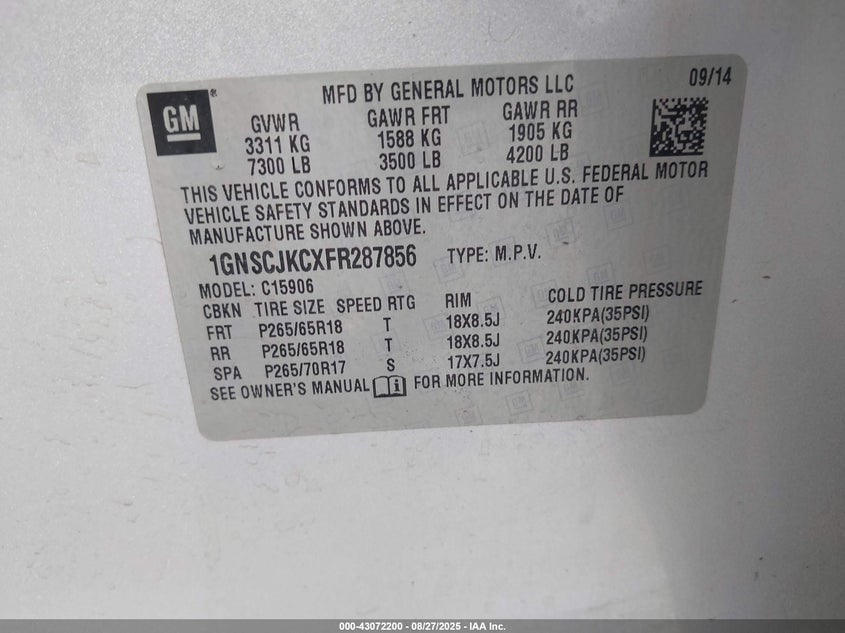 GM
MFD BY GENERAL MOTORS LLC 09/14
GVWR GAWR FRT GAWR RR
3311 KG 1588 KG 1905 KG
7300 LB 3500 LB 4200 LB
THIS VEHICLE CONFORMS TO ALL APPLICABLE U.S. FEDERAL MOTOR
VEHICLE SAFETY STANDARDS IN EFFECT ON THE DATE OF
MANUFACTURE SHOWN ABOVE.
1GNSCJKCXFR287856 TYPE: M.P.V.
MODEL: C15906
CBKN TIRE SIZE SPEED RTG RIM COLD TIRE PRESSURE
FRT P265/65R18 T 18X8.5J 240KPA(35PSI)
RR P265/65R18 T 18X8.5J 240KPA(35PSI)
SPA P265/70R17 S 17X7.5J 240KPA(35PSI)
SEE OWNER'S MANUAL FOR MORE INFORMATION.
000-43072200 - 08/27/2025 - IAA Inc.